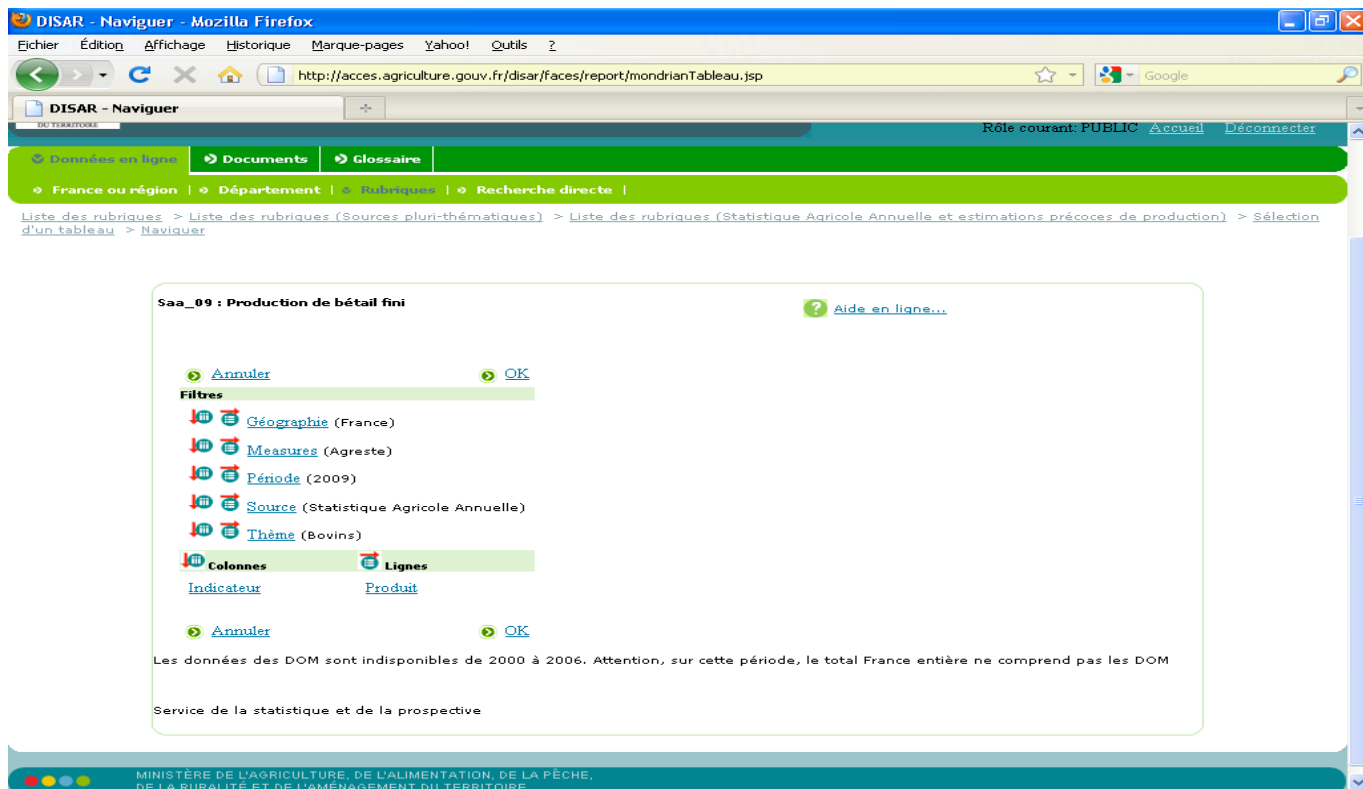 DISAR - Naviguer - Mozilla Firefox
Eichier Édition Affichage Historique Marque-pages Yahoo! Outils ?
http://acces.agriculture.gouv.fr/disar/faces/report/mondrianTableau.jsp Google
DISAR - Naviguer
DU TERRITOIRE Rôle courant: PUBLIC Accueil Déconnecter
Données en ligne Documents Glossaire
France ou région | Département | Rubriques | Recherche directe |
Liste des rubriques > Liste des rubriques (Sources pluri-thématiques) > Liste des rubriques (Statistique Agricole Annuelle et estimations précoces de production) > Sélection
d'un tableau > Naviguer
Saa_09 : Production de bétail fini
? Aide en ligne...
Annuler OK
Filtres
Géographie (France)
Measures (Agreste)
Période (2009)
Source (Statistique Agricole Annuelle)
Thème (Bovins)
Colonnes Lignes
Indicateur Produit
Annuler OK
Les données des DOM sont indisponibles de 2000 à 2006. Attention, sur cette période, le total France entière ne comprend pas les DOM
Service de la statistique et de la prospective
MINISTÈRE DE L'AGRICULTURE, DE L'ALIMENTATION, DE LA PÊCHE,
DE LA RURALITÉ ET DE L'AMÉNAGEMENT DU TERRITOIRE